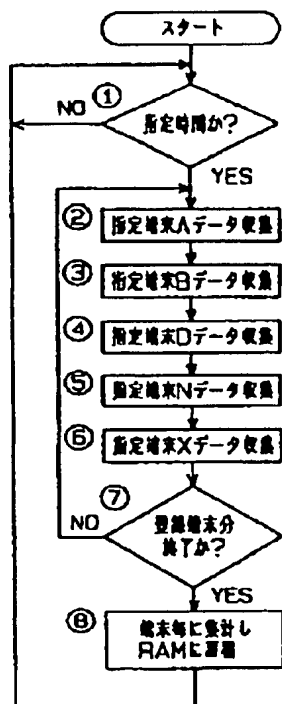 スタート
①
NO
指定時間か?
YES
② 指定端末Aデータ収集
③ 指定端末Bデータ収集
④ 指定端末Dデータ収集
⑤ 指定端末Nデータ収集
⑥ 指定端末Xデータ収集
⑦
NO
登録端末分
終了か?
YES
⑧ 端末毎に集計し
RAMに